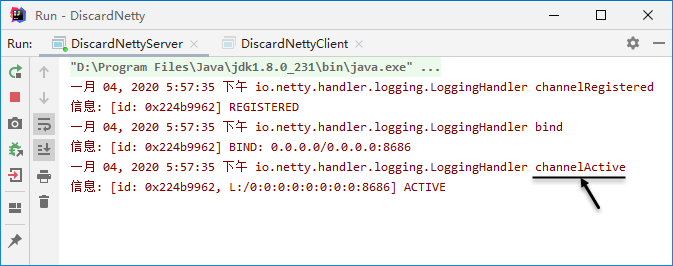 Run - DiscardNetty
Run: DiscardNettyServer DiscardNettyClient
"D:\Program Files\Java\jdk1.8.0_231\bin\java.exe" ...
一月 04, 2020 5:57:35 下午 io.netty.handler.logging.LoggingHandler channelRegistered
信息: [id: 0x224b9962] REGISTERED
一月 04, 2020 5:57:35 下午 io.netty.handler.logging.LoggingHandler bind
信息: [id: 0x224b9962] BIND: 0.0.0.0/0.0.0.0:8686
一月 04, 2020 5:57:35 下午 io.netty.handler.logging.LoggingHandler channelActive
信息: [id: 0x224b9962, L:/0:0:0:0:0:0:0:0:8686] ACTIVE